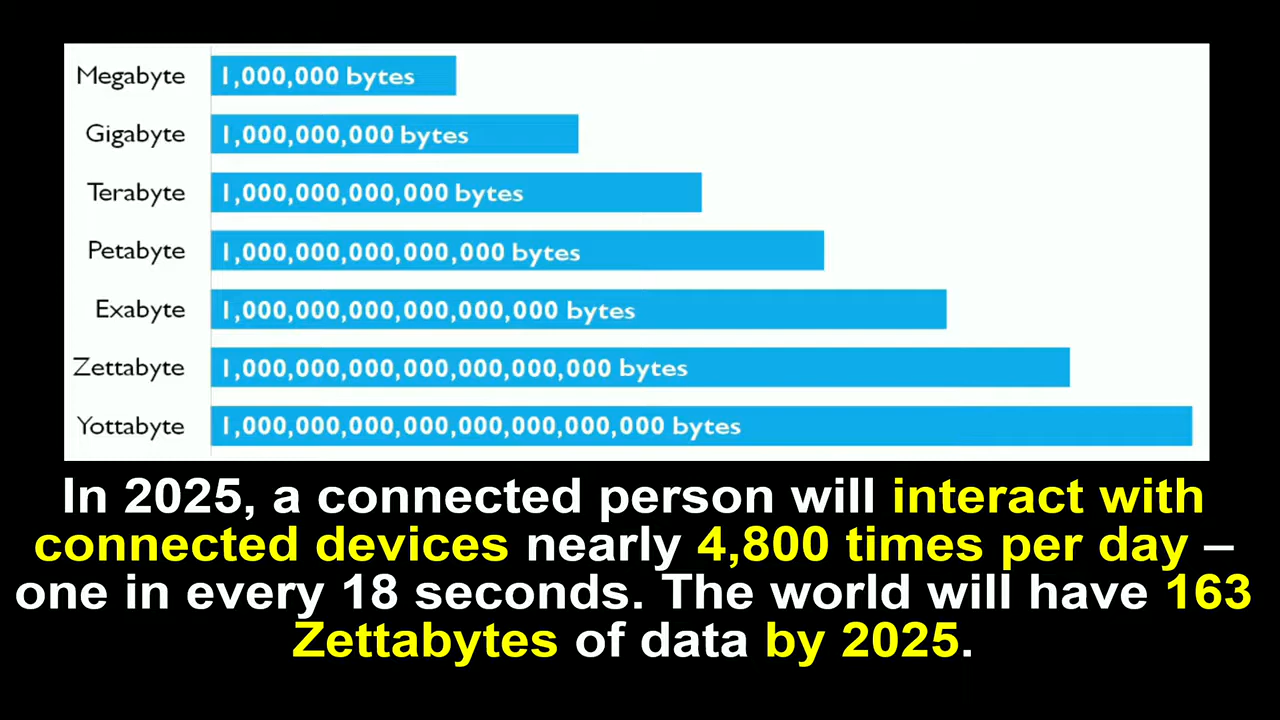 Megabyte 1,000,000 bytes
Gigabyte 1,000,000,000 bytes
Terabyte 1,000,000,000,000 bytes
Petabyte 1,000,000,000,000,000 bytes
Exabyte 1,000,000,000,000,000,000 bytes
Zettabyte 1,000,000,000,000,000,000,000 bytes
Yottabyte 1,000,000,000,000,000,000,000,000 bytes
In 2025, a connected person will interact with
connected devices nearly 4,800 times per day –
one in every 18 seconds. The world will have 163
Zettabytes of data by 2025.